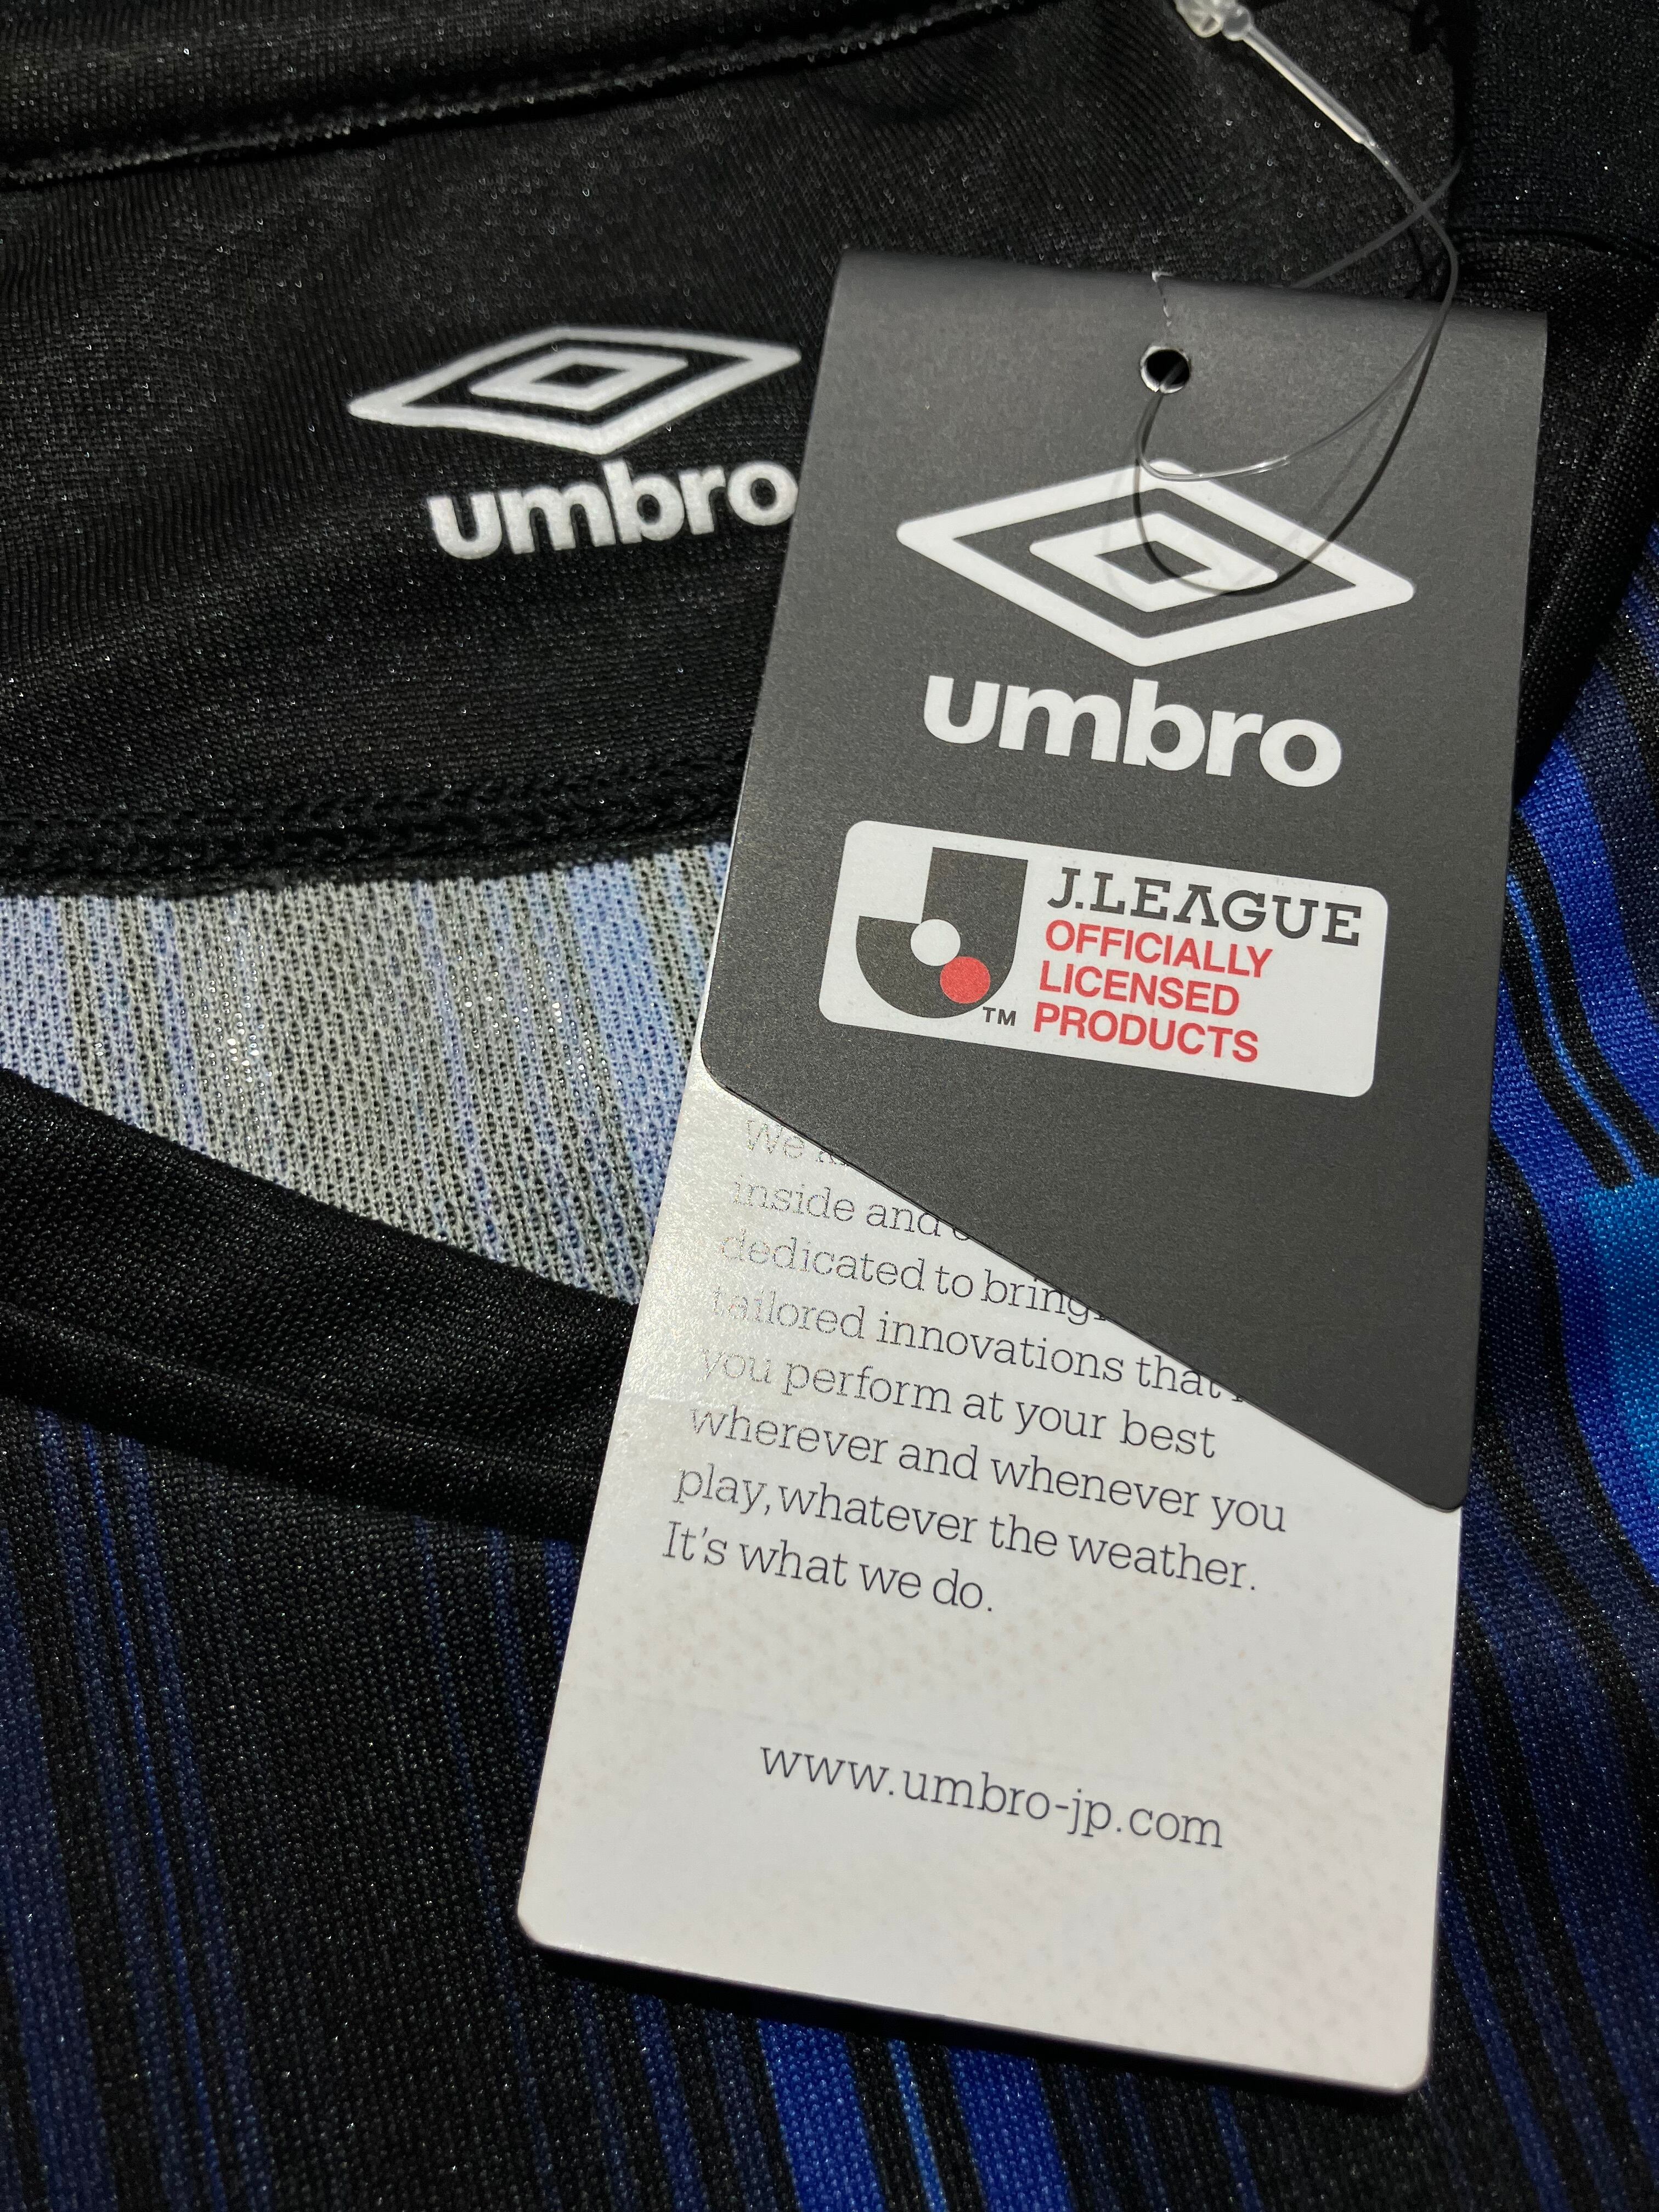 umbro
umbro
J.LEAGUE
OFFICIALLY
LICENSED
PRODUCTS
TM
We
inside and
dedicated to
tailored innovations that
you perform at your best
wherever and whenever you
play, whatever the weather.
It's what we do.
www.umbro-jp.com